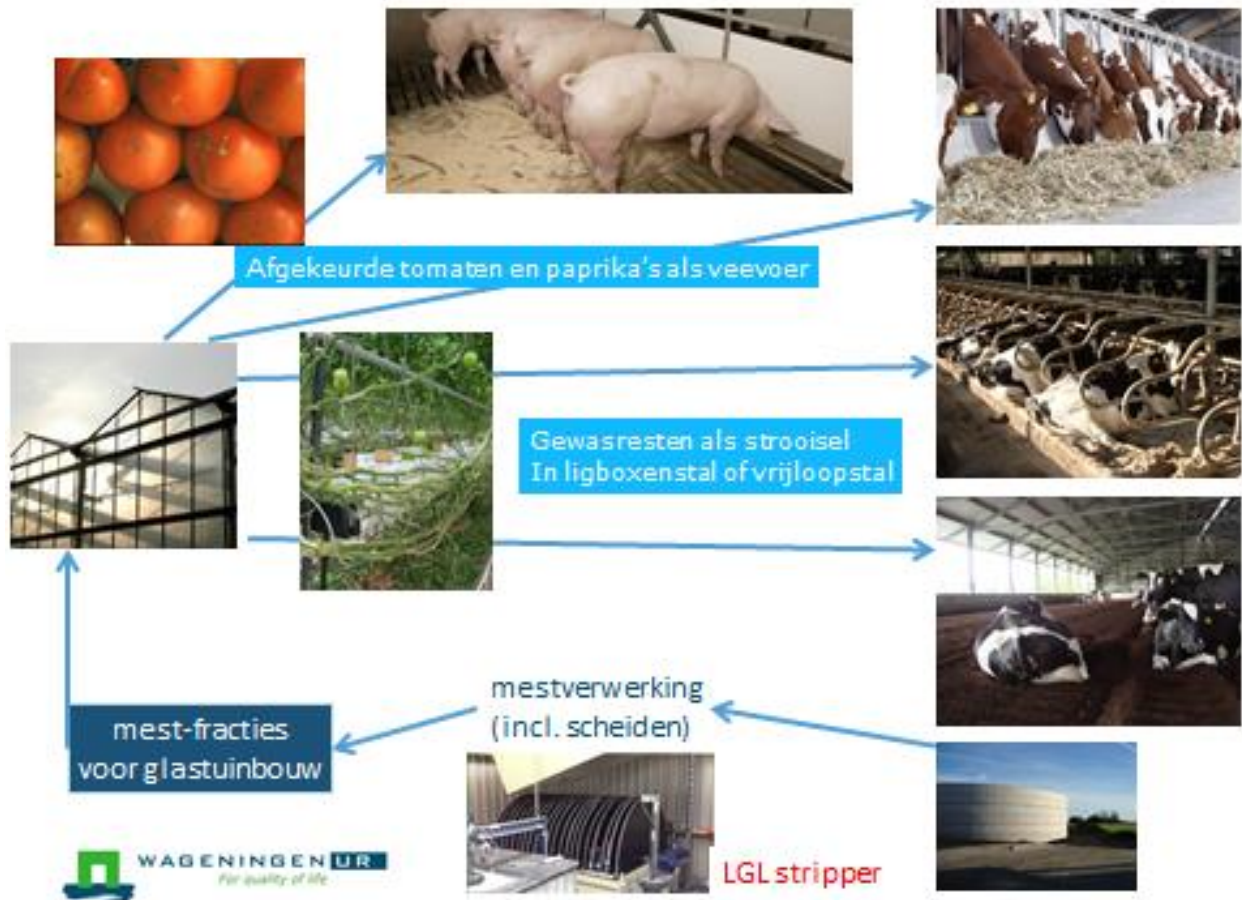 Afgekeurde tomaten en paprika's als veevoer
Gewasresten als strooisel
In ligboxenstal of vrijloopstal
mestverwerking
(incl. scheiden)
mest-fracties
voor glastuinbouw
LGL stripper
WAGENINGEN UR
For quality of life